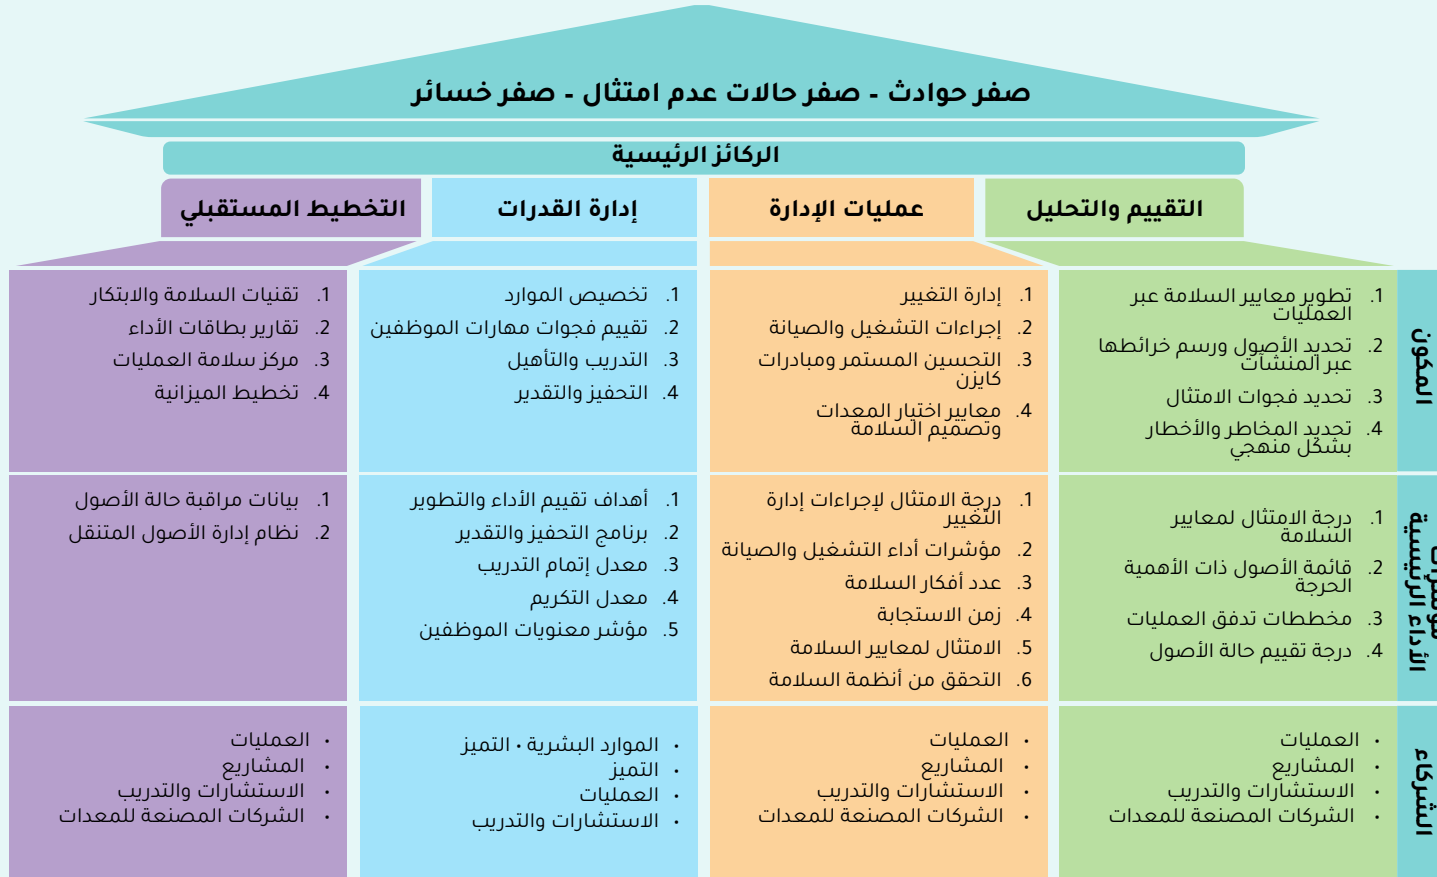 صفر حوادث - صفر حالات عدم امتثال - صفر خسائر
الركائز الرئيسية
التقييم والتحليل
عمليات الإدارة
إدارة القدرات
التخطيط المستقبلي
المكون
1. تطوير معايير السلامة عبر
العمليات
2. تحديد الأصول ورسم خرائطها
عبر المنشآت
3. تحديد فجوات الامتثال
4. تحديد المخاطر والأخطار
بشكل منهجي
1. إدارة التغيير
2. إجراءات التشغيل والصيانة
3. التحسين المستمر ومبادرات
كايزن
4. معايير اختيار المعدات
وتصميم السلامة
1. تخصيص الموارد
2. تقييم فجوات مهارات الموظفين
3. التدريب والتأهيل
4. التحفيز والتقدير
1. تقنيات السلامة والابتكار
2. تقارير بطاقات الأداء
3. مركز سلامة العمليات
4. تخطيط الميزانية
مؤشرات
الأداء الرئيسية
1. درجة الامتثال لمعايير
السلامة
2. قائمة الأصول ذات الأهمية
الحرجة
3. مخططات تدفق العمليات
4. درجة تقييم حالة الأصول
1. درجة الامتثال لإجراءات إدارة
التغيير
2. مؤشرات أداء التشغيل والصيانة
3. عدد أفكار السلامة
4. زمن الاستجابة
5. الامتثال لمعايير السلامة
6. التحقق من أنظمة السلامة
1. أهداف تقييم الأداء والتطوير
2. برنامج التحفيز والتقدير
3. معدل إتمام التدريب
4. معدل التكريم
5. مؤشر معنويات الموظفين
1. بيانات مراقبة حالة الأصول
2. نظام إدارة الأصول المتنقل
الشركاء
• العمليات
• المشاريع
• الاستشارات والتدريب
• الشركات المصنعة للمعدات
• العمليات
• المشاريع
• الاستشارات والتدريب
• الشركات المصنعة للمعدات
• الموارد البشرية • التميز
• التميز
• العمليات
• الاستشارات والتدريب
• العمليات
• المشاريع
• الاستشارات والتدريب
• الشركات المصنعة للمعدات